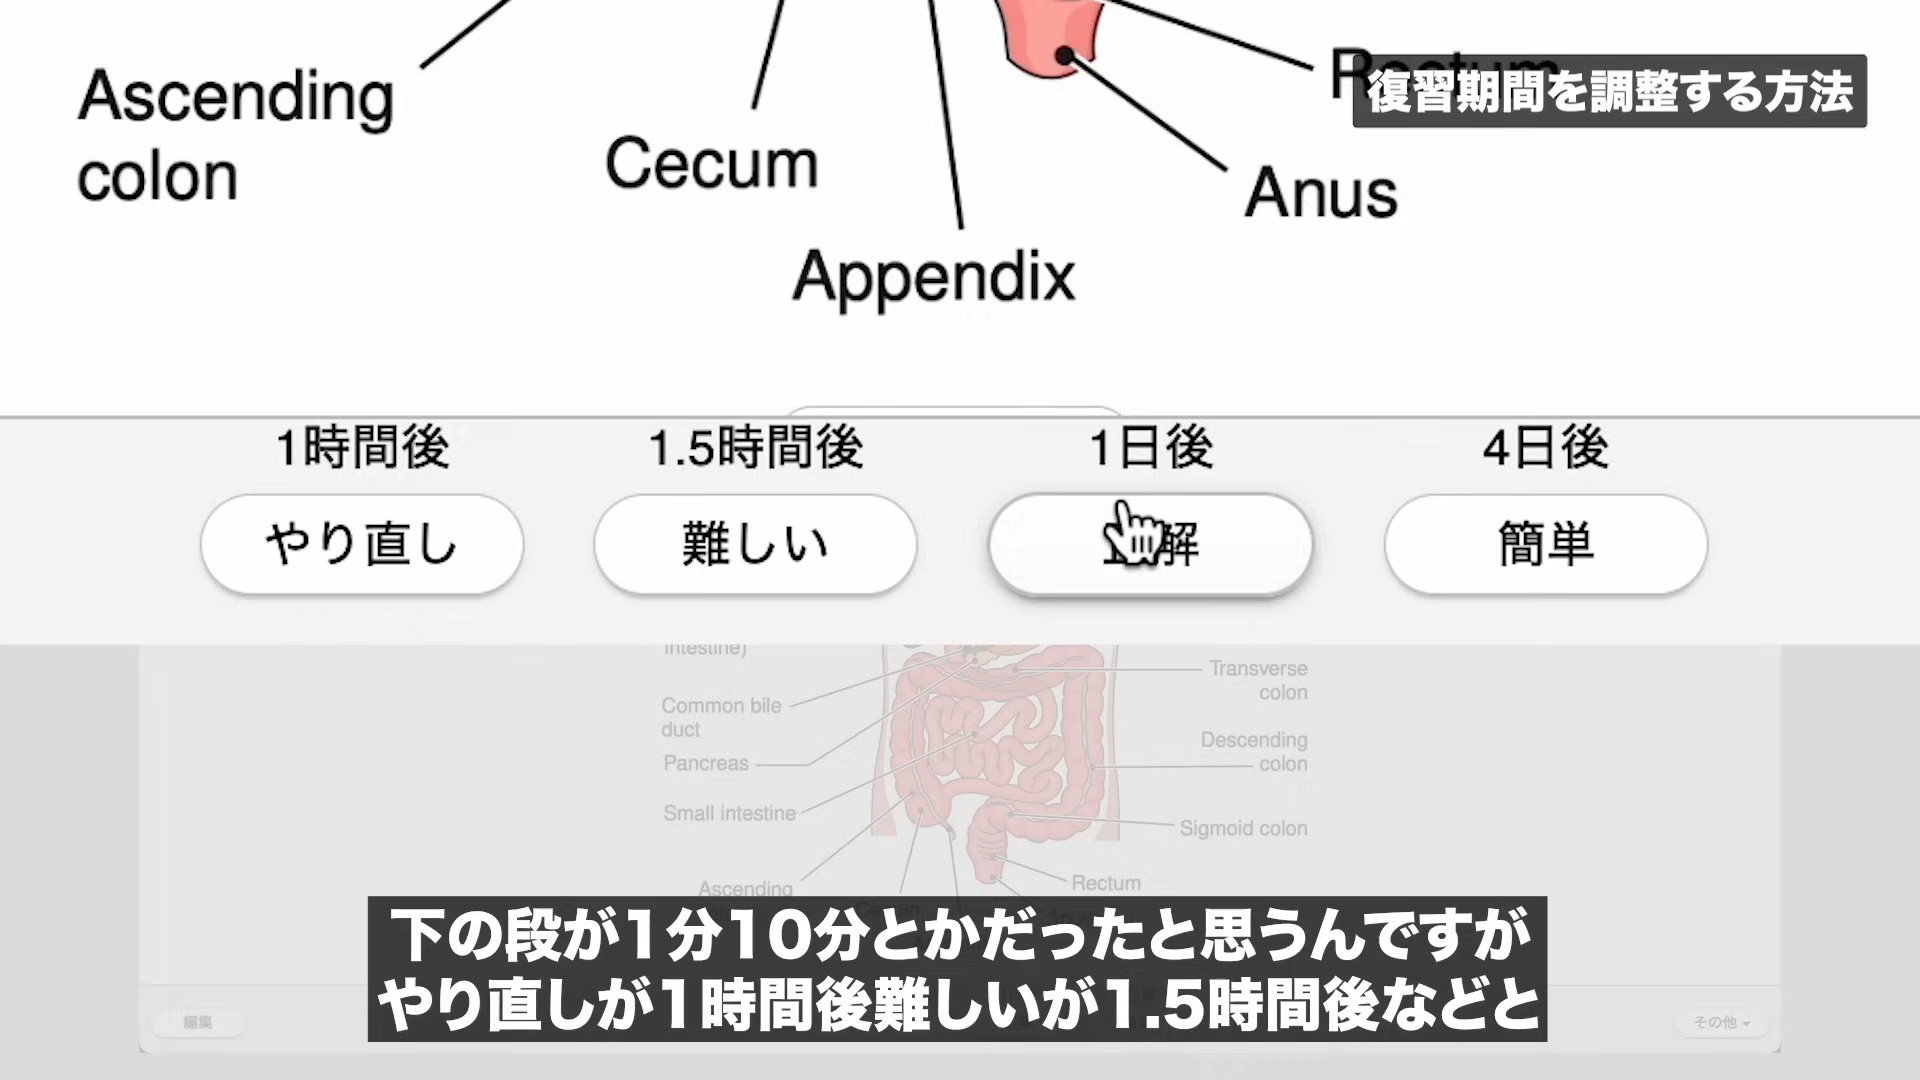 Ascending
colon
Cecum
Appendix
Anus
復習期間を調整する方法
1時間後
1.5時間後
1日後
4日後
やり直し
難しい
簡単
intestine)
Common bile
duct
Pancreas
Small intestine
Ascending
Transverse
colon
Descending
colon
Sigmoid colon
Rectum
下の段が1分10分とかだったと思うんですが
やり直しが1時間後難しいが1.5時間後などと
編集
その他